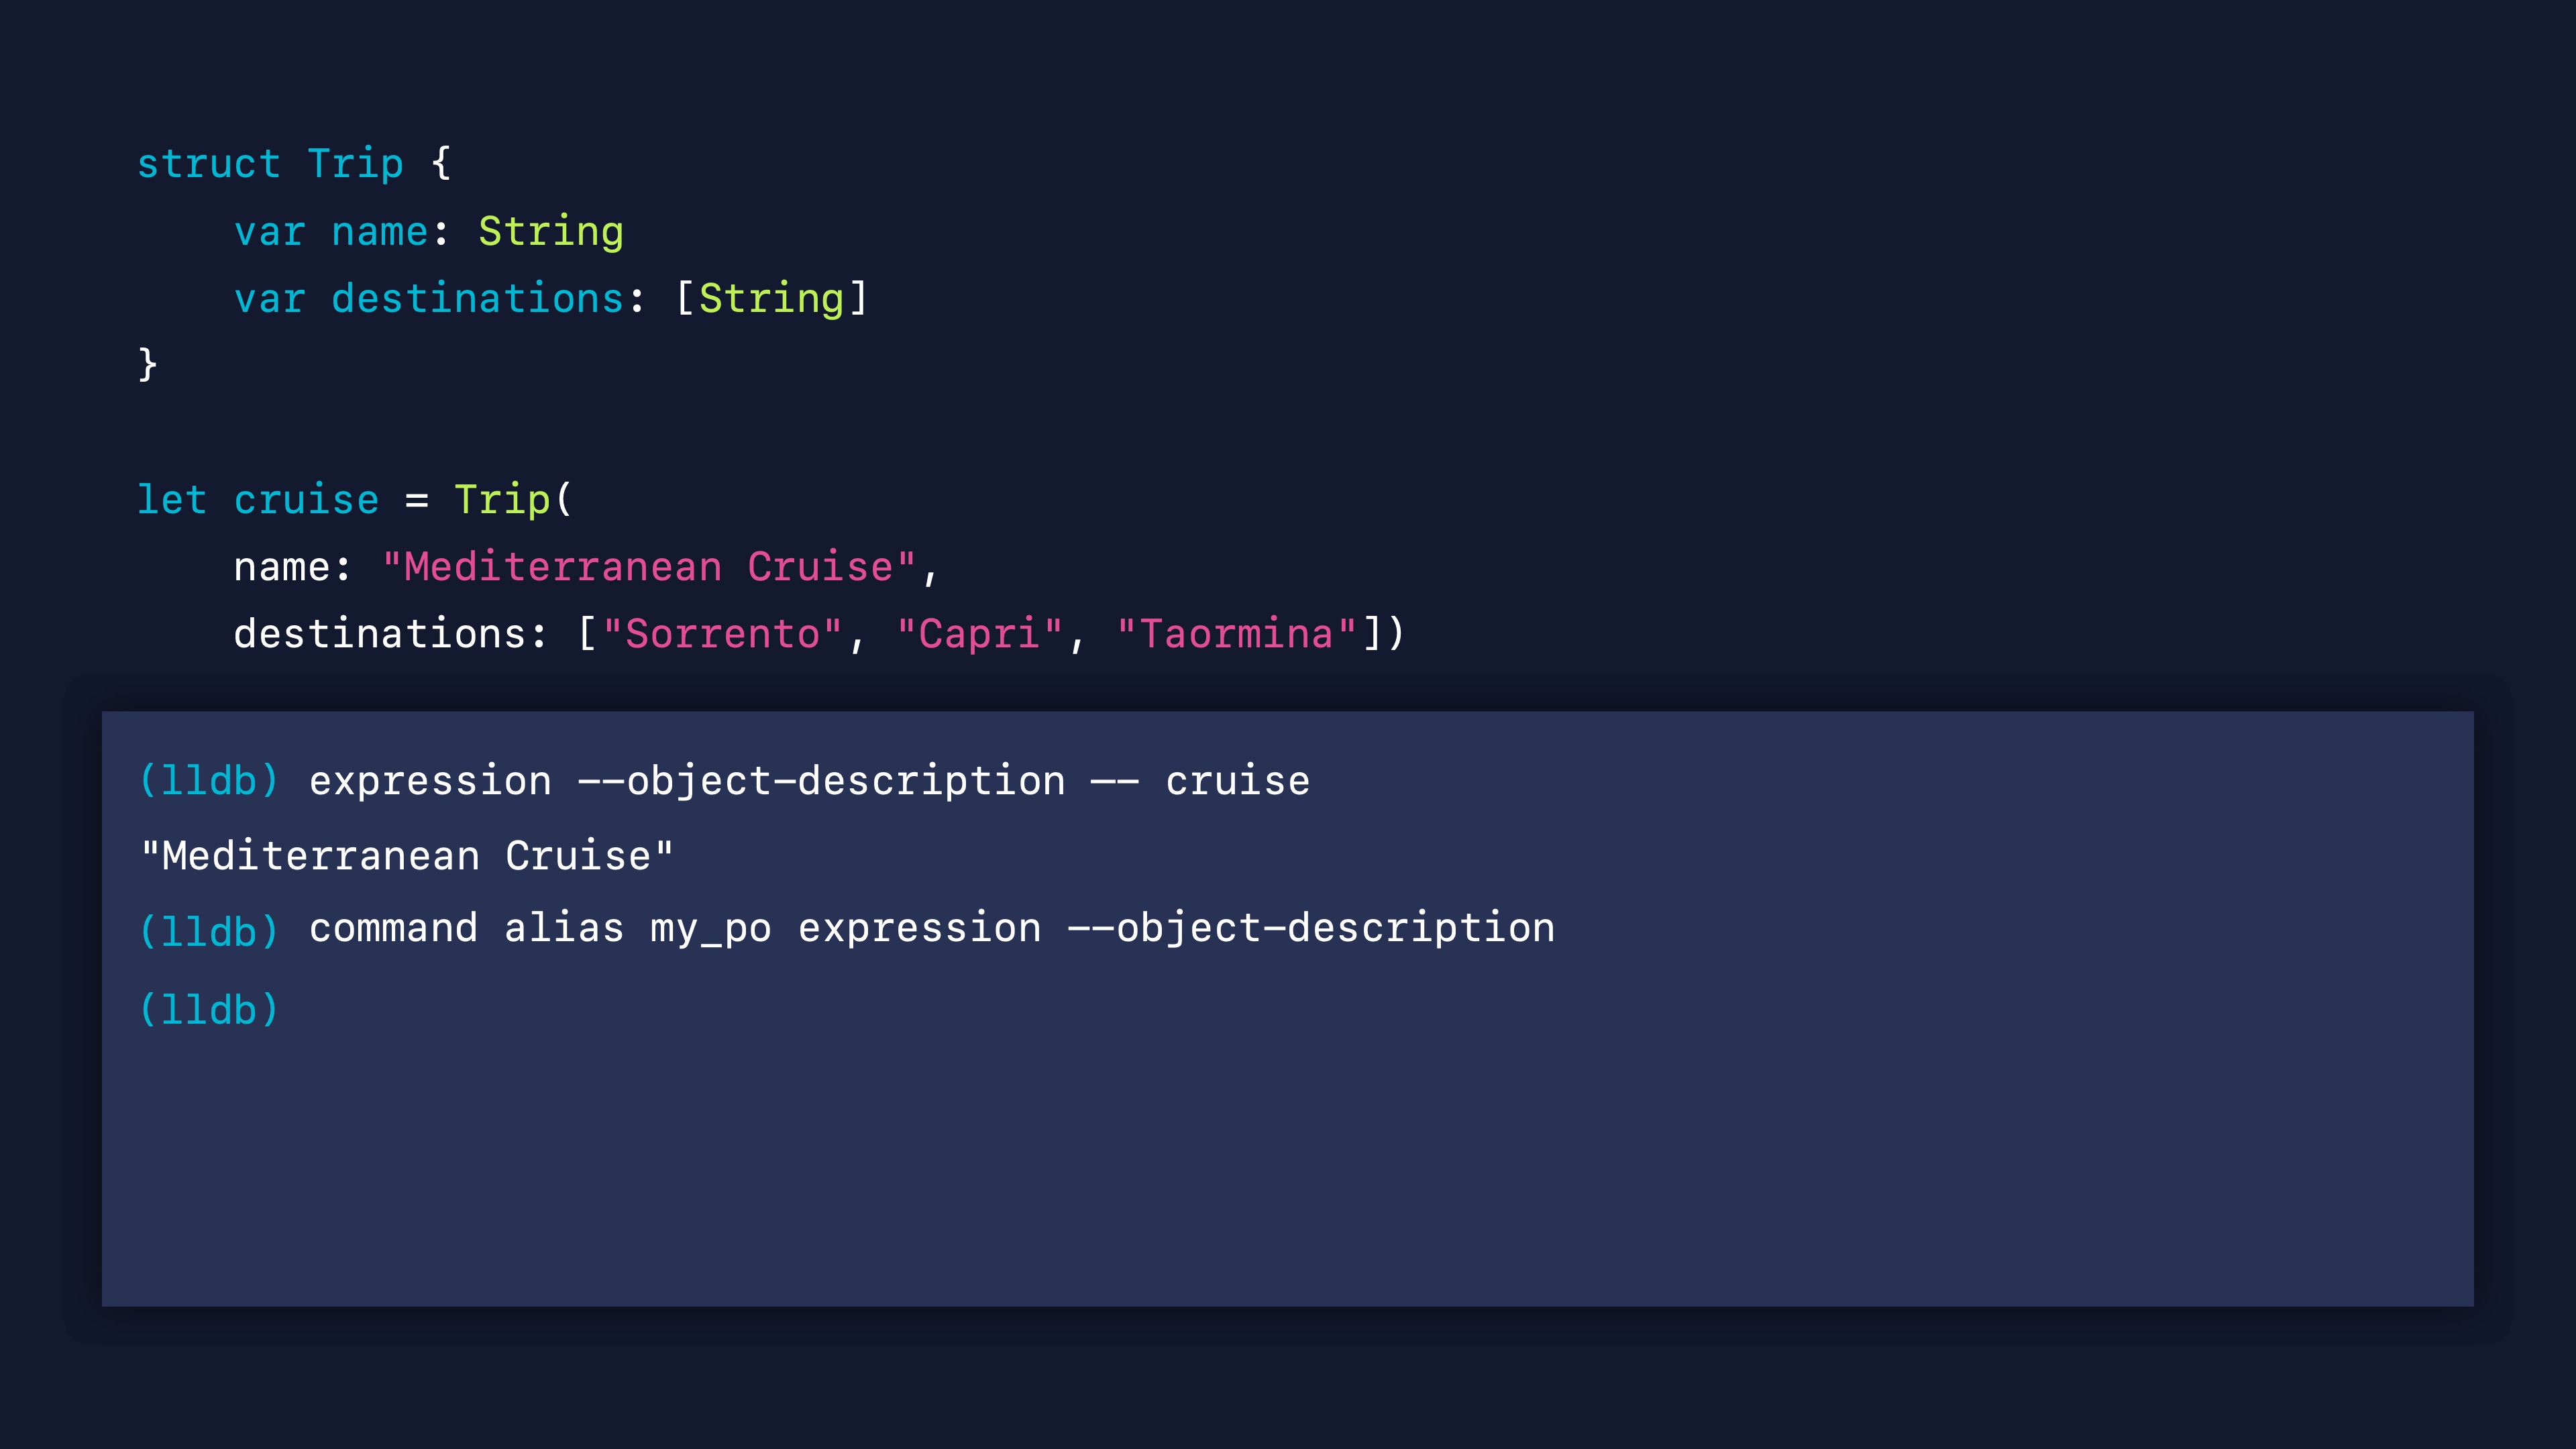 struct Trip {
    var name: String
    var destinations: [String]
}
let cruise = Trip(
    name: "Mediterranean Cruise",
    destinations: ["Sorrento", "Capri", "Taormina"])
(lldb) expression --object-description -- cruise
"Mediterranean Cruise"
(lldb) command alias my_po expression --object-description
(lldb)